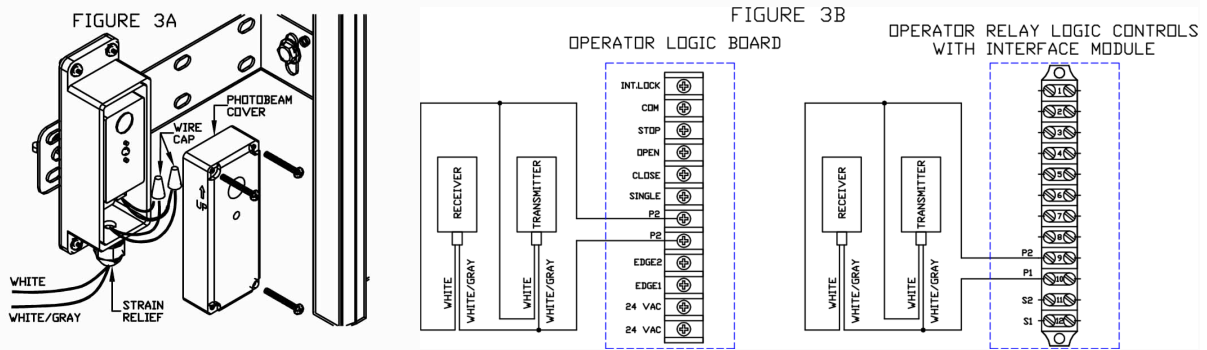 FIGURE 3A
PHOTOBEAM
COVER
WIRE
CAP
UP
WHITE
WHITE/GRAY
STRAIN
RELIEF
FIGURE 3B
OPERATOR LOGIC BOARD
INT.LOCK
COM
STOP
OPEN
CLOSE
SINGLE
P2
P2
EDGE2
EDGE1
24 VAC
24 VAC
RECEIVER
TRANSMITTER
WHITE
WHITE/GRAY
WHITE
WHITE/GRAY
OPERATOR RELAY LOGIC CONTROLS
WITH INTERFACE MODULE
1
2
3
4
5
6
7
8
P2 9
P1 10
S2 11
S1 12
RECEIVER
TRANSMITTER
WHITE
WHITE/GRAY
WHITE
WHITE/GRAY